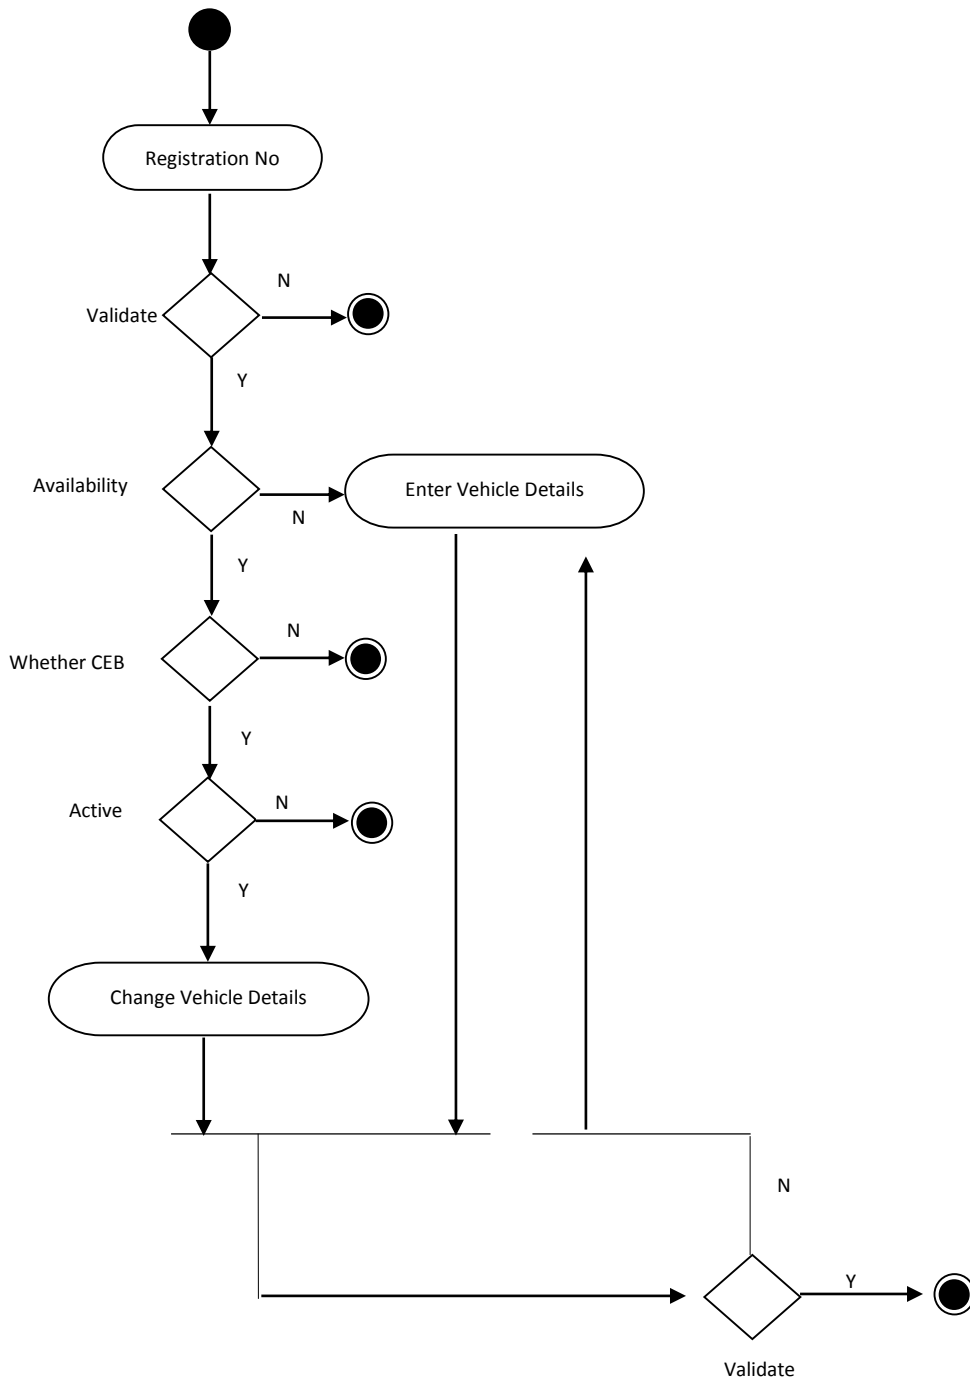 Registration No
N
Validate
Y
Availability
Enter Vehicle Details
N
Y
N
Whether CEB
Y
N
Active
Y
Change Vehicle Details
N
Y
Validate